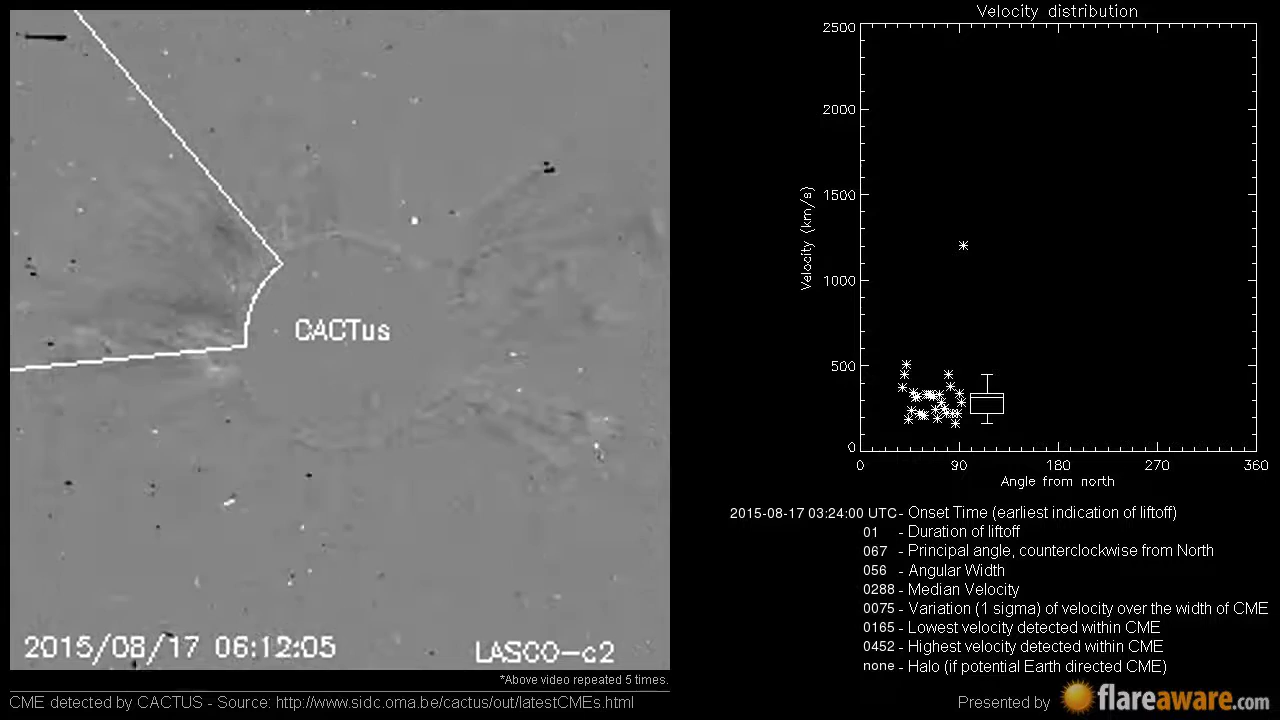 Velocity distribution
2500
2000
1500
1000
500
0
Velocity (km/s)
0 90 180 270 360
Angle from north
CACTus
2015/08/17 06:12:05
LASCO-c2
*Above video repeated 5 times.
CME detected by CACTUS - Source: http://www.sidc.oma.be/cactus/out/latestCMEs.html
2015-08-17 03:24:00 UTC - Onset Time (earliest indication of liftoff)
01 - Duration of liftoff
067 - Principal angle, counterclockwise from North
056 - Angular Width
0288 - Median Velocity
0075 - Variation (1 sigma) of velocity over the width of CME
0165 - Lowest velocity detected within CME
0452 - Highest velocity detected within CME
none - Halo (if potential Earth directed CME)
Presented by flareaware.com